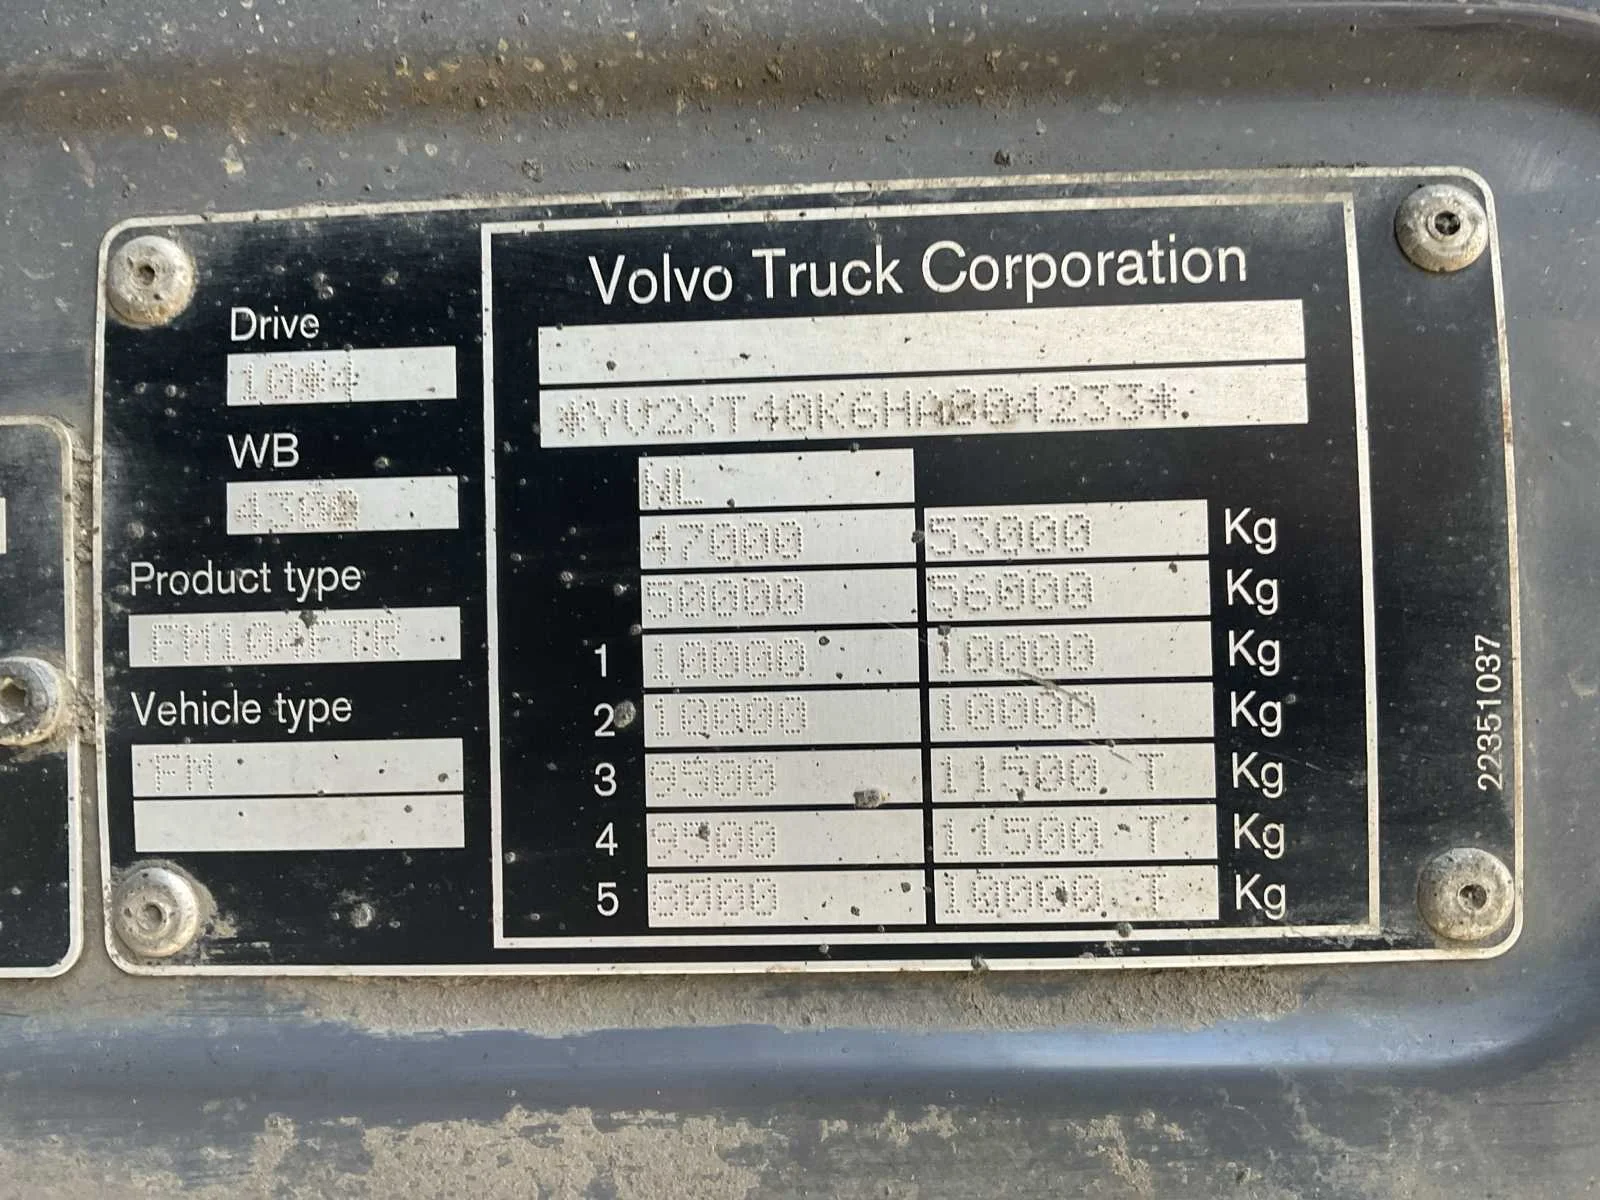 Volvo Truck Corporation
Drive
10*4
*YV2XT40K6HA804233*
WB
4300
NL
47000 53000 Kg
50000 56000 Kg
Product type
FM104FTR
1 10000 10000 Kg
2 10000 10000 Kg
Vehicle type
FM
3 9500 11500 T Kg
4 9500 11500 T Kg
5 9000 10000 T Kg
22351037